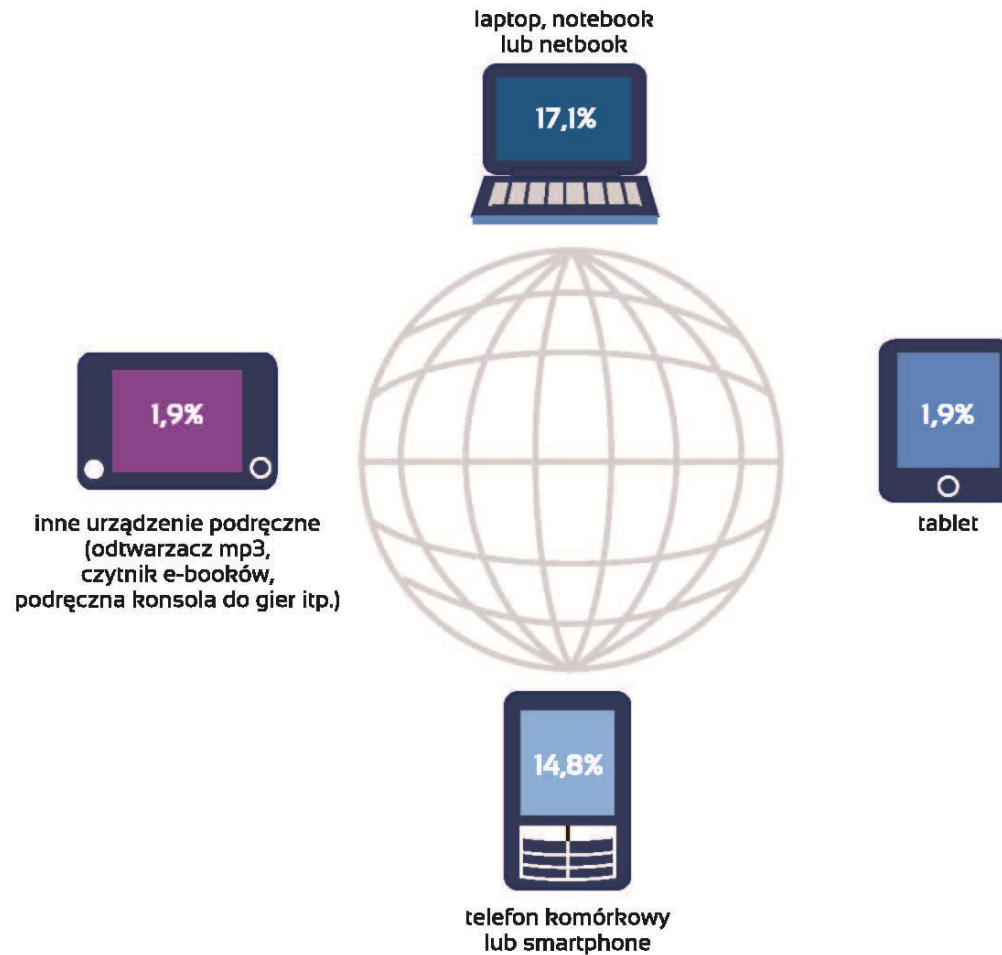 laptop, notebook
lub netbook
17,1%
1,9%
inne urządzenie podręczne
(odtwarzacz mp3,
czytnik e-booków,
podręczna konsola do gier itp.)
1,9%
tablet
14,8%
telefon komórkowy
lub smartphone